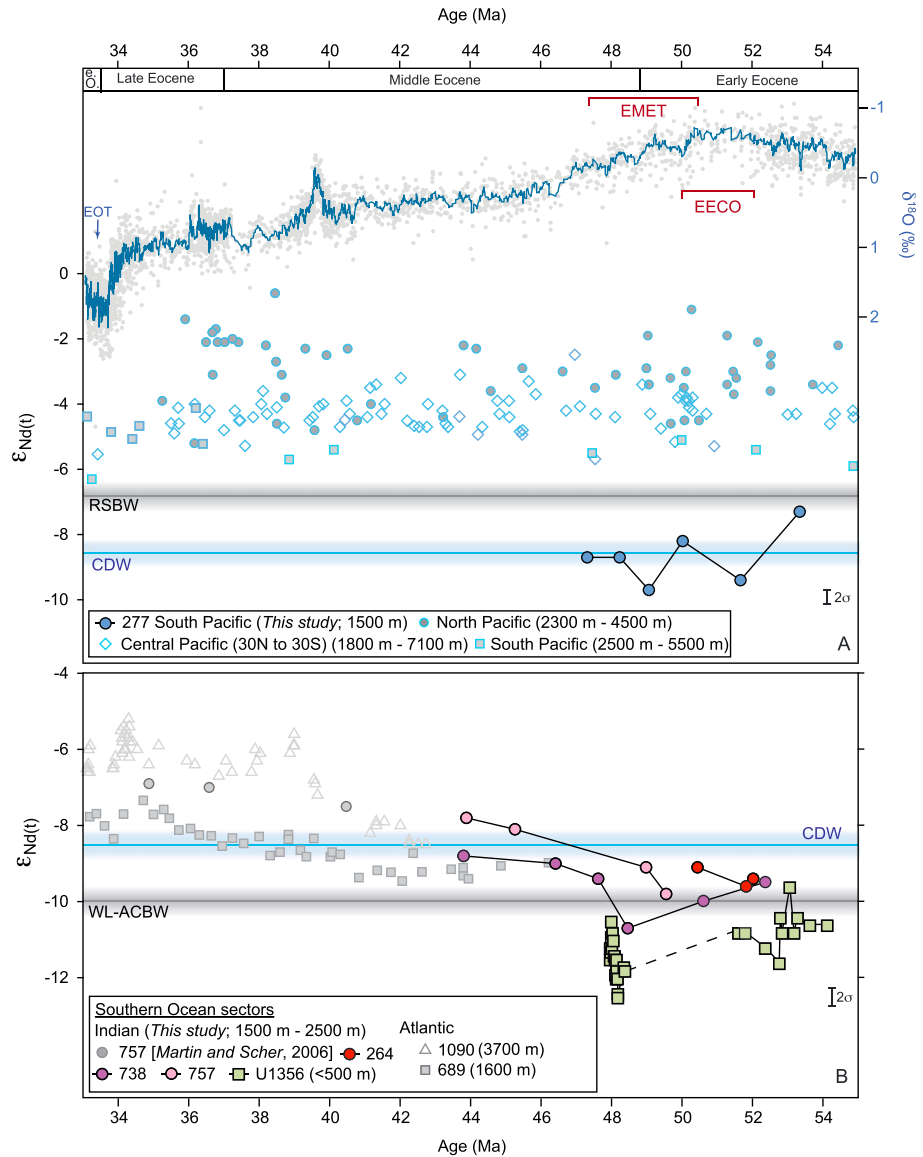 Age (Ma)
34 36 38 40 42 44 46 48 50 52 54
e.
O.
Late Eocene
Middle Eocene
Early Eocene
EMET
EECO
EOT
-1
0
1
2
δ18O (‰)
0
-2
-4
-6
-8
-10
εNd(t)
RSBW
CDW
2σ
277 South Pacific (This study; 1500 m)
North Pacific (2300 m - 4500 m)
Central Pacific (30N to 30S) (1800 m - 7100 m)
South Pacific (2500 m - 5500 m)
A
-4
-6
-8
-10
-12
εNd(t)
CDW
WL-ACBW
2σ
Southern Ocean sectors
Indian (This study; 1500 m - 2500 m)
Atlantic
757 [Martin and Scher, 2006]
264
1090 (3700 m)
738
757
U1356 (<500 m)
689 (1600 m)
B
34 36 38 40 42 44 46 48 50 52 54
Age (Ma)